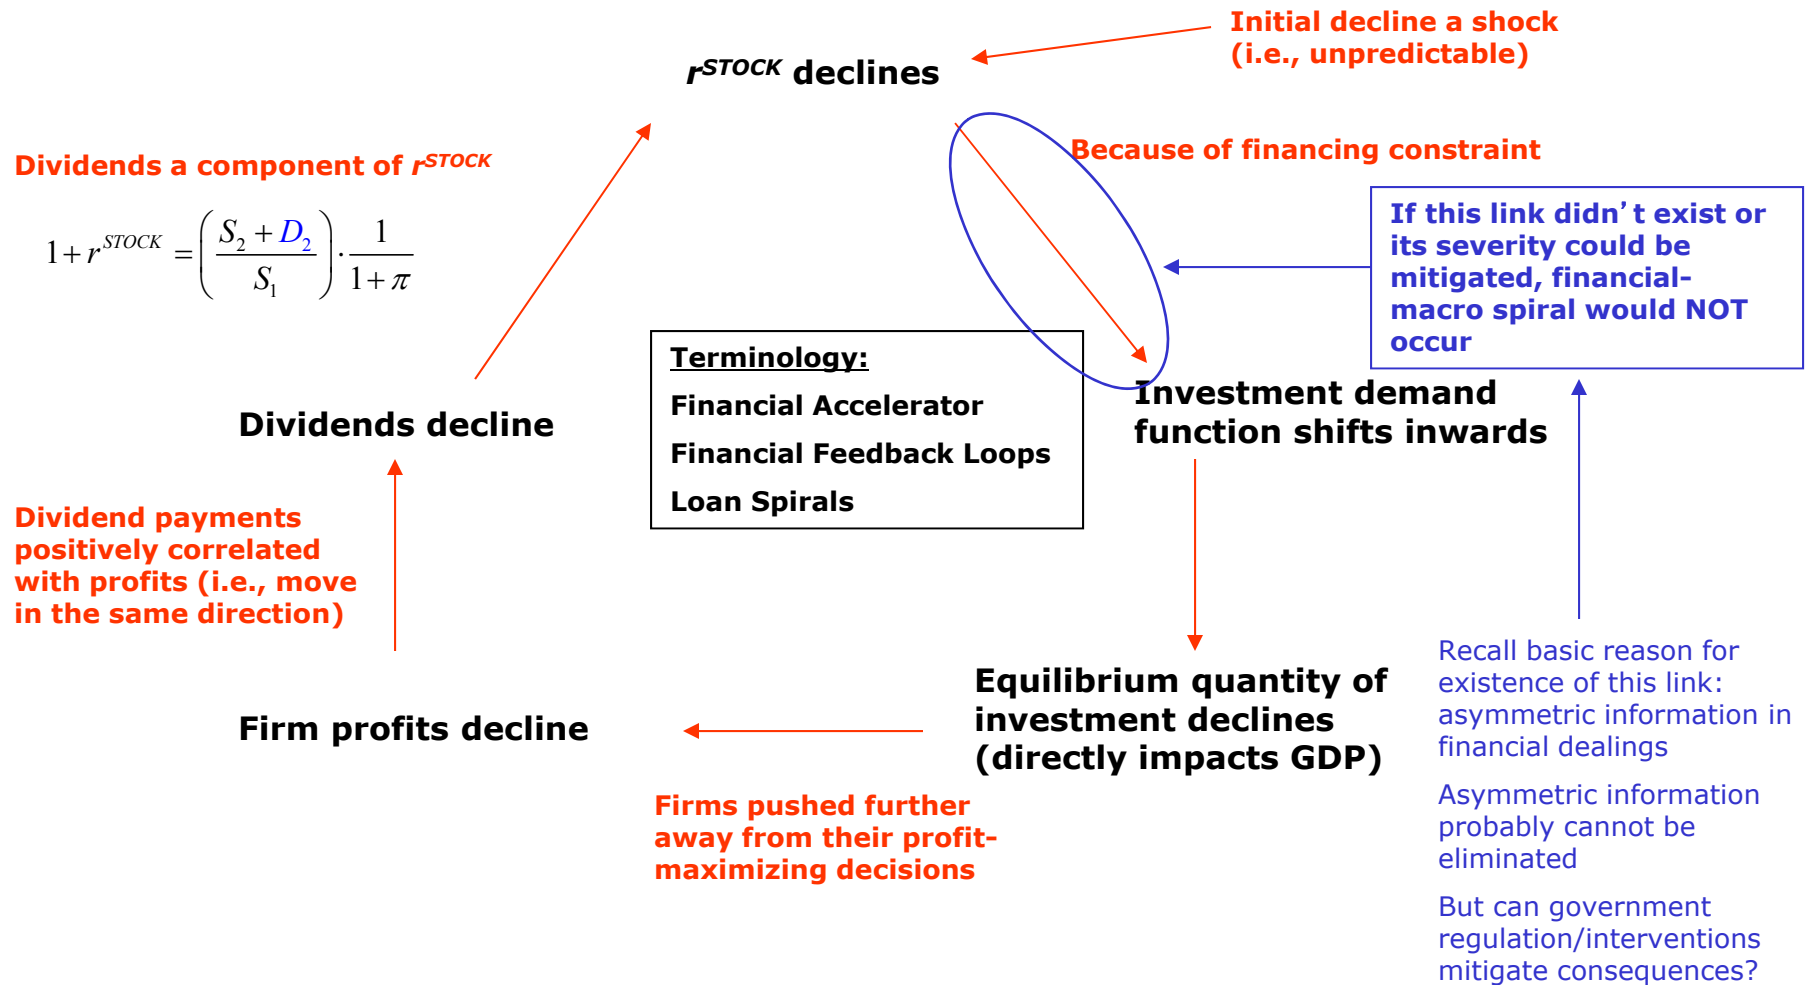 Initial decline a shock
(i.e., unpredictable)
r^STOCK declines
Because of financing constraint
Dividends a component of r^STOCK
1 + r^STOCK = ((S_2 + D_2) / S_1) · 1 / (1 + π)
If this link didn't exist or
its severity could be
mitigated, financial-
macro spiral would NOT
occur
Terminology:
Financial Accelerator
Financial Feedback Loops
Loan Spirals
Investment demand
function shifts inwards
Dividends decline
Dividend payments
positively correlated
with profits (i.e., move
in the same direction)
Equilibrium quantity of
investment declines
(directly impacts GDP)
Firm profits decline
Firms pushed further
away from their profit-
maximizing decisions
Recall basic reason for
existence of this link:
asymmetric information in
financial dealings
Asymmetric information
probably cannot be
eliminated
But can government
regulation/interventions
mitigate consequences?